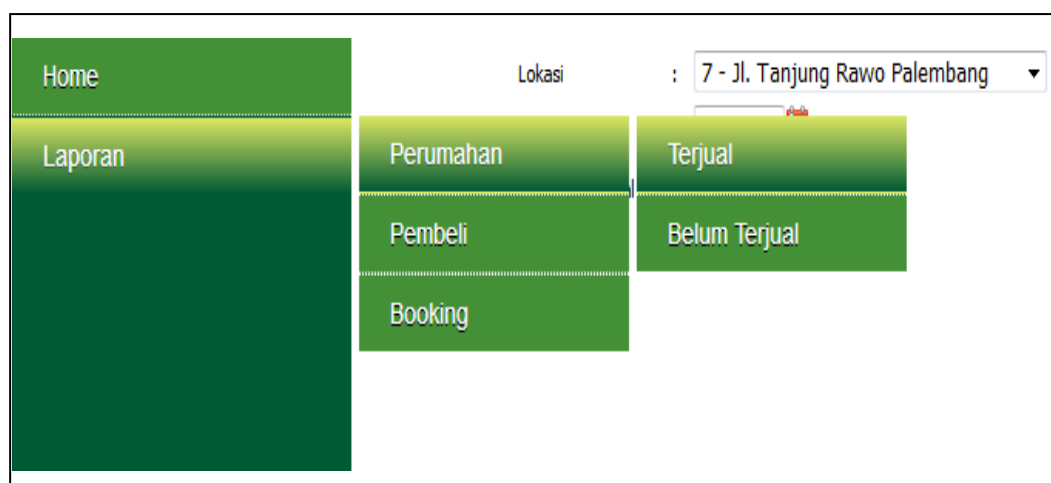 Home
Lokasi : 7 - Jl. Tanjung Rawo Palembang
Laporan
Perumahan
Terjual
Pembeli
Belum Terjual
Booking